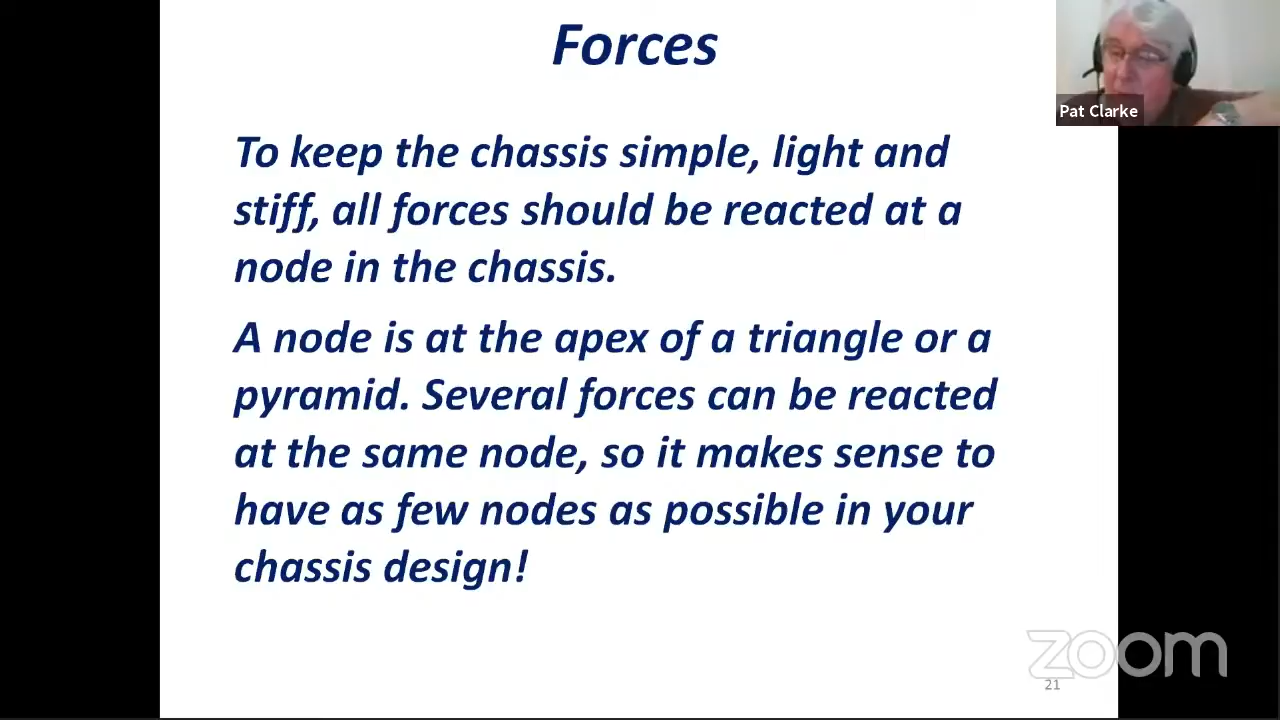 Forces
Pat Clarke
To keep the chassis simple, light and
stiff, all forces should be reacted at a
node in the chassis.
A node is at the apex of a triangle or a
pyramid. Several forces can be reacted
at the same node, so it makes sense to
have as few nodes as possible in your
chassis design!
zoom
21